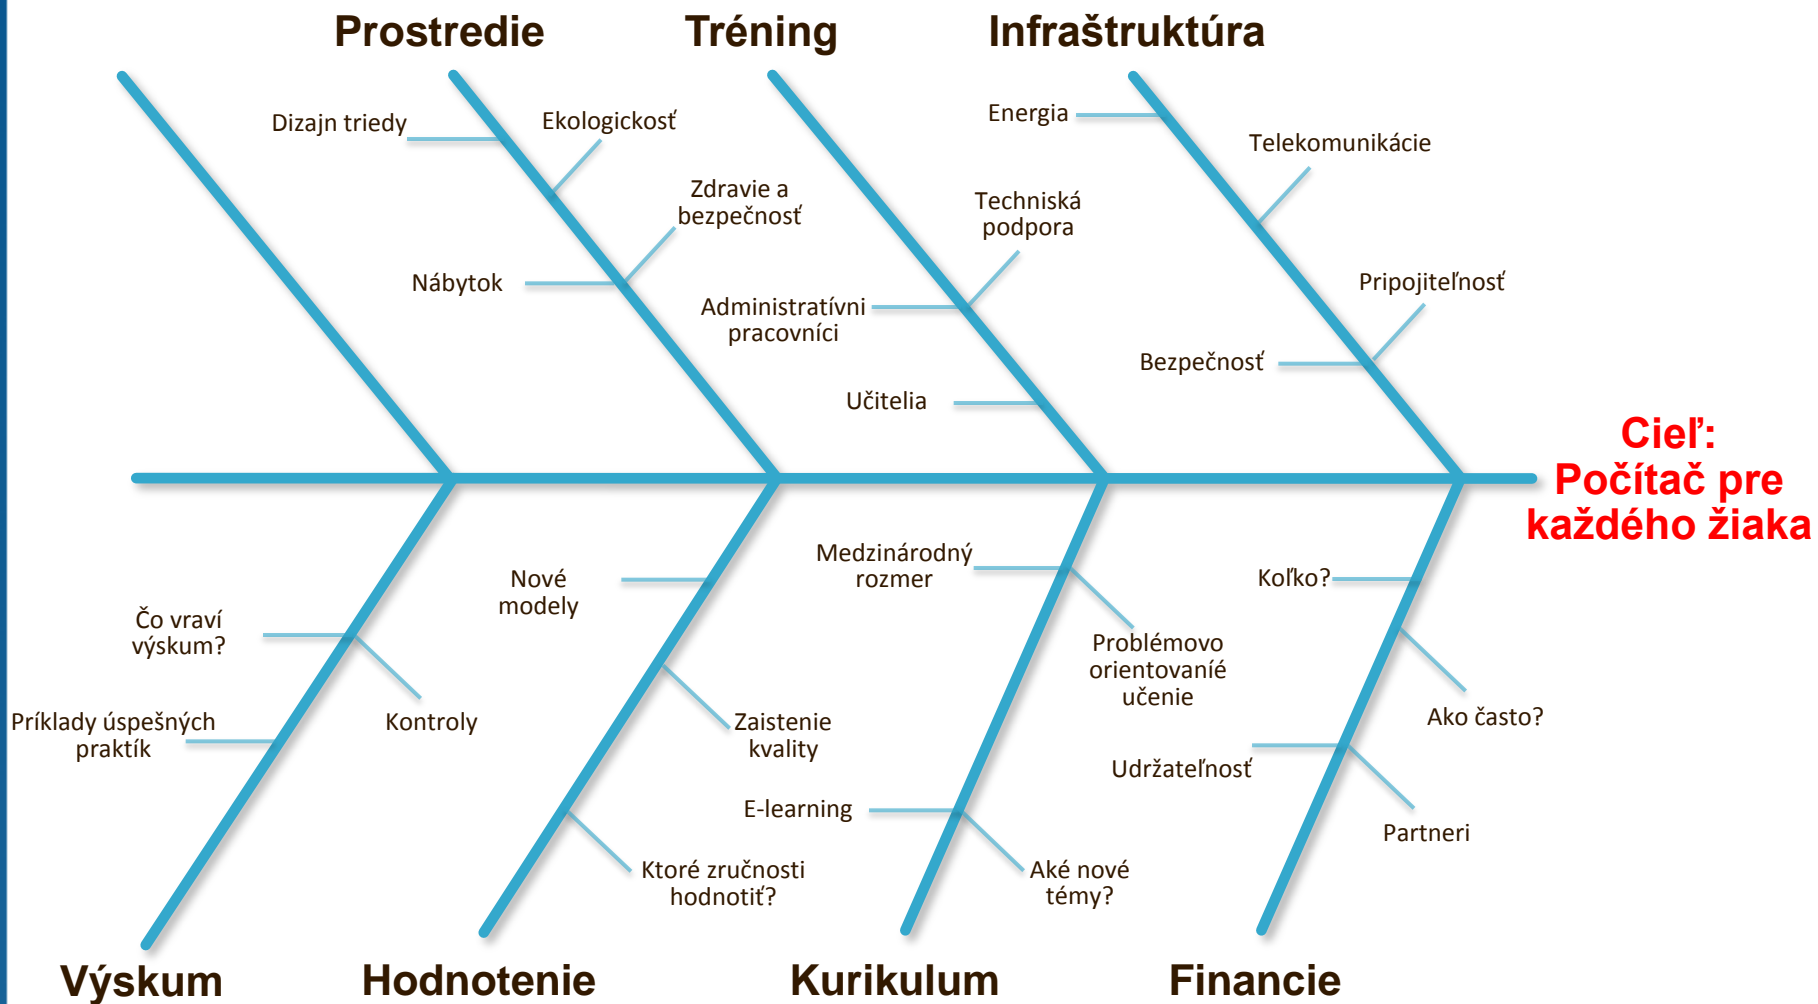 Prostredie
Tréning
Infraštruktúra
Dizajn triedy
Ekologickosť
Zdravie a
bezpečnosť
Nábytok
Techniská
podpora
Administratívni
pracovníci
Učitelia
Energia
Telekomunikácie
Pripojiteľnosť
Bezpečnosť
Cieľ:
Počítač pre
každého žiaka
Čo vraví
výskum?
Príklady úspešných
praktík
Kontroly
Nové
modely
Zaistenie
kvality
Ktoré zručnosti
hodnotiť?
Medzinárodný
rozmer
Problémovo
orientovaníé
učenie
E-learning
Aké nové
témy?
Koľko?
Ako často?
Udržateľnosť
Partneri
Výskum
Hodnotenie
Kurikulum
Financie